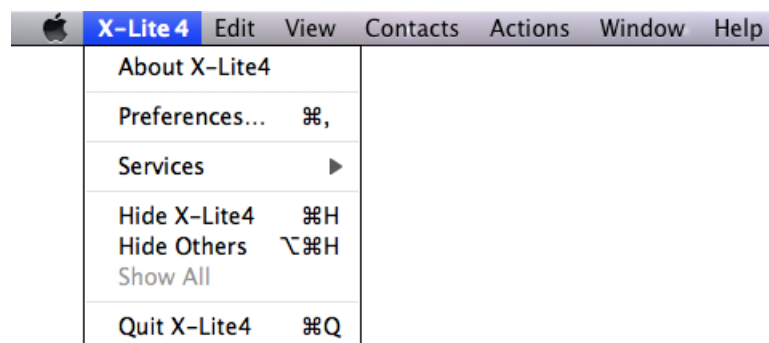 X-Lite 4 Edit View Contacts Actions Window Help
About X-Lite4
Preferences... ⌘,
Services ▶
Hide X-Lite4 ⌘H
Hide Others ⌥⌘H
Show All
Quit X-Lite4 ⌘Q